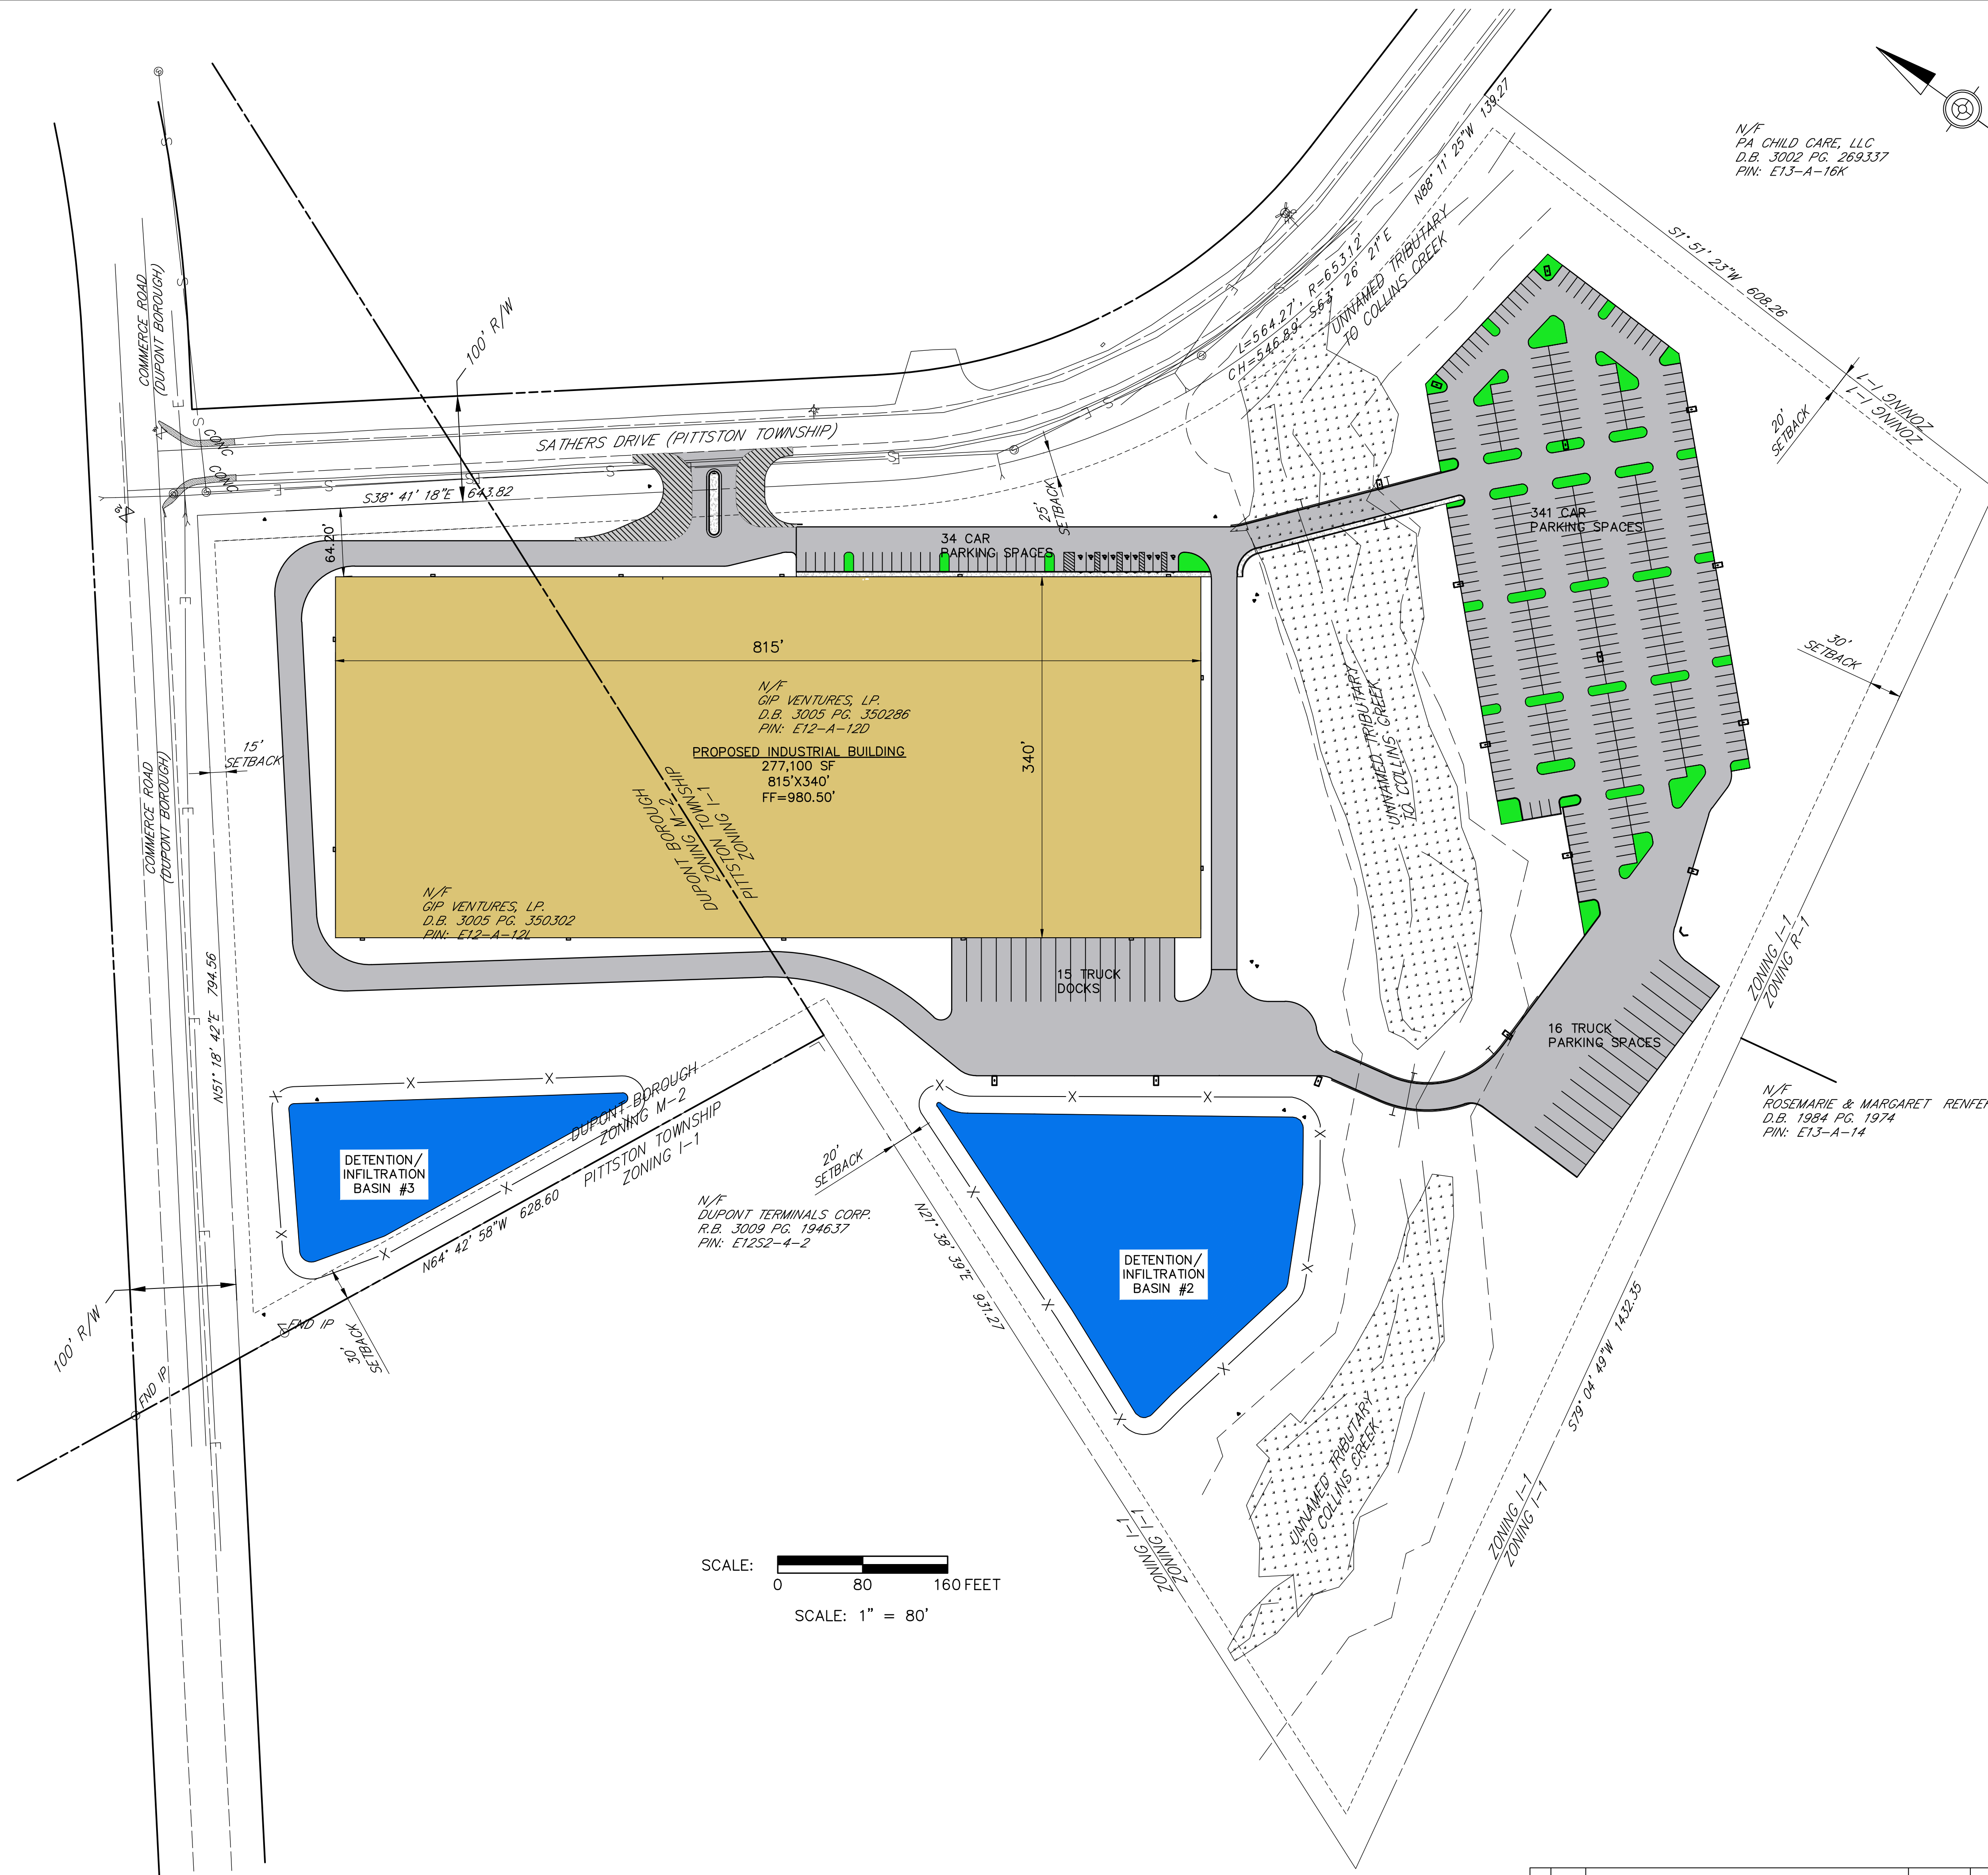 N/F
PA CHILD CARE, LLC
D.B. 3002 PG. 269337
PIN: E13-A-16K
N88° 11' 25"W 139.27
S1° 51' 23"W 608.26
L=564.27', R=653.12'
CH=546.89' S63° 26' 21"E
UNNAMED TRIBUTARY
TO COLLINS CREEK
COMMERCE ROAD
(DUPONT BOROUGH)
100' R/W
ZONING I-1
ZONING I-1
20'
SETBACK
SATHERS DRIVE (PITTSTON TOWNSHIP)
CONC
CONC
S38° 41' 18"E 643.82
25'
SETBACK
64.20'
34 CAR
PARKING SPACES
341 CAR
PARKING SPACES
815'
30'
SETBACK
N/F
GIP VENTURES, LP.
D.B. 3005 PG. 350286
PIN: E12-A-12D
UNNAMED TRIBUTARY
TO COLLINS CREEK
15'
SETBACK
COMMERCE ROAD
(DUPONT BOROUGH)
PROPOSED INDUSTRIAL BUILDING
277,100 SF
815'X340'
FF=980.50'
340'
DUPONT BOROUGH
ZONING M-2
PITTSTON TOWNSHIP
ZONING I-1
N/F
GIP VENTURES, LP.
D.B. 3005 PG. 350302
PIN: E12-A-12L
N51° 18' 42"E 794.56
15 TRUCK
DOCKS
ZONING I-1
ZONING R-1
16 TRUCK
PARKING SPACES
N/F
ROSEMARIE & MARGARET
D.B. 1984 PG. 1974
PIN: E13-A-14
DUPONT BOROUGH
ZONING M-2
PITTSTON TOWNSHIP
ZONING I-1
DETENTION/
INFILTRATION
BASIN #3
20'
SETBACK
N64° 42' 58"W 628.60
N/F
DUPONT TERMINALS CORP.
R.B. 3009 PG. 194637
PIN: E12S2-4-2
N21° 38' 39"E 931.27
DETENTION/
INFILTRATION
BASIN #2
100' R/W
FND IP
FND IP
30'
SETBACK
S79° 04' 49"W 1432.35
UNNAMED TRIBUTARY
TO COLLINS CREEK
ZONING I-1
ZONING I-1
ZONING I-1
ZONING I-1
SCALE:
0 80 160 FEET
SCALE: 1" = 80'